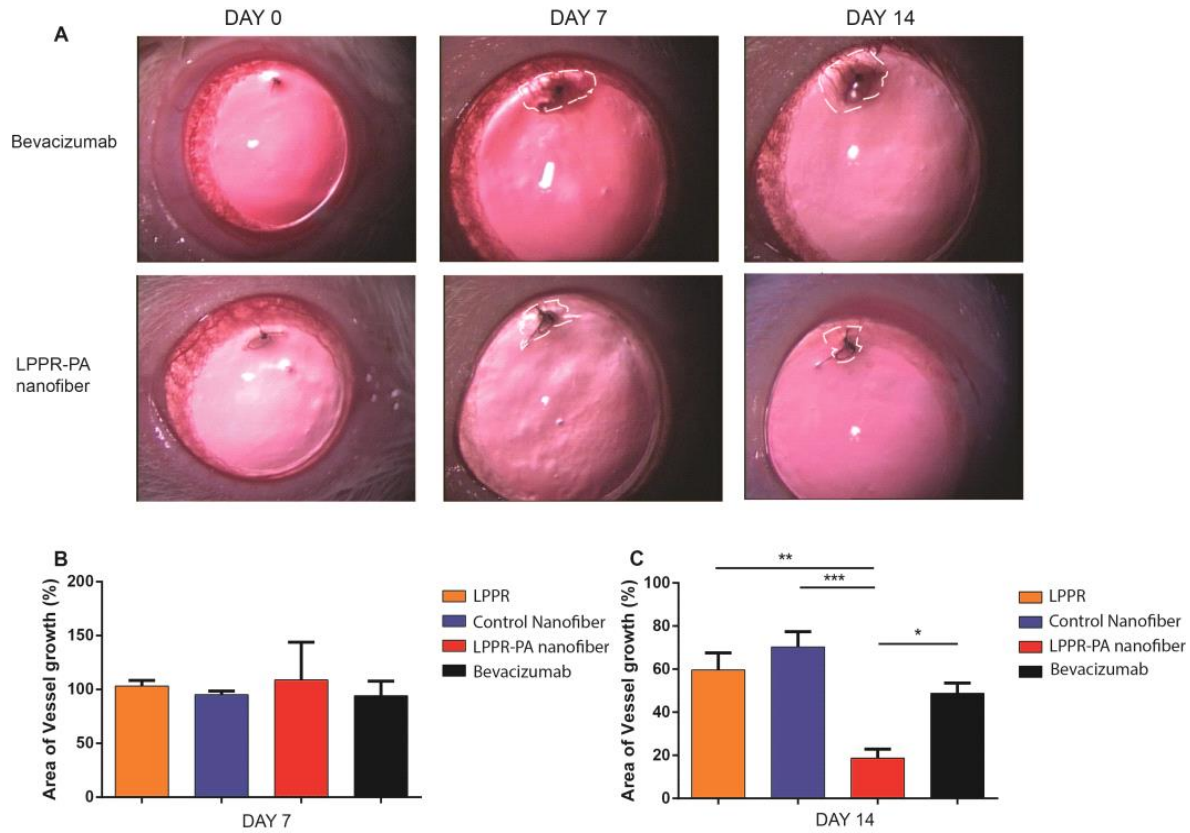 DAY 0
DAY 7
DAY 14
A
Bevacizumab
LPPR-PA
nanofiber
B
Area of Vessel growth (%)
200
150
100
50
0
DAY 7
LPPR
Control Nanofiber
LPPR-PA nanofiber
Bevacizumab
C
Area of Vessel growth (%)
100
80
60
40
20
0
**
***
*
DAY 14
LPPR
Control Nanofiber
LPPR-PA nanofiber
Bevacizumab